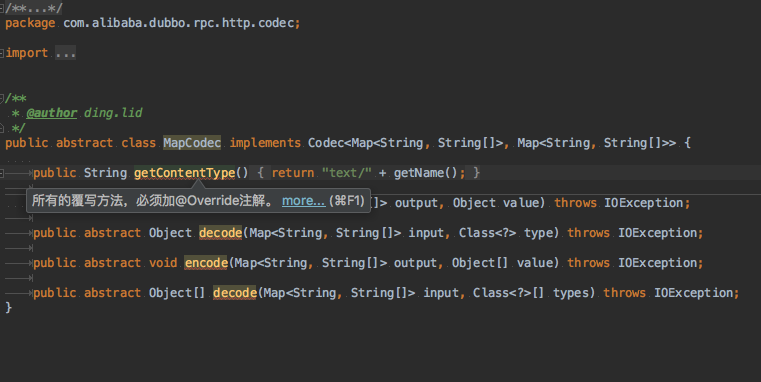 /**...*/
package com.alibaba.dubbo.rpc.http.codec;
import ...
/**
* @author ding.lid
*/
public abstract class MapCodec implements Codec<Map<String, String[]>, Map<String, String[]>> {
public String getContentType() { return "text/" + getName(); }
所有的覆写方法，必须加@Override注解。 more... (⌘F1)
]> output, Object value) throws IOException;
public abstract Object decode(Map<String, String[]> input, Class<?> type) throws IOException;
public abstract void encode(Map<String, String[]> output, Object[] value) throws IOException;
public abstract Object[] decode(Map<String, String[]> input, Class<?>[] types) throws IOException;
}